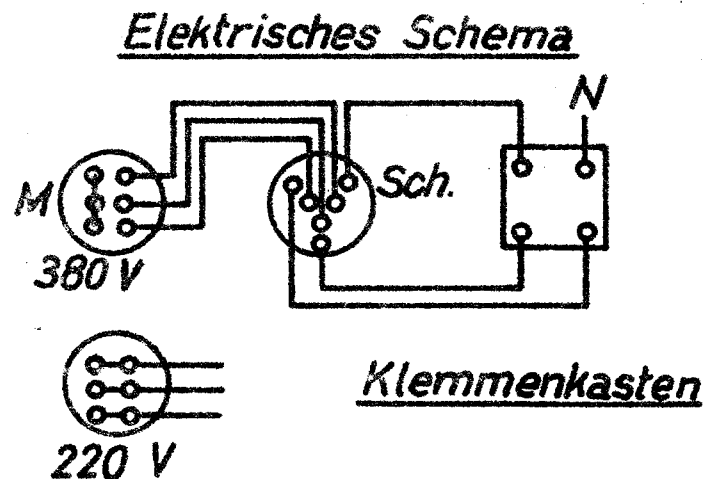 Elektrisches Schema
N
M
Sch.
380 V
Klemmenkasten
220 V